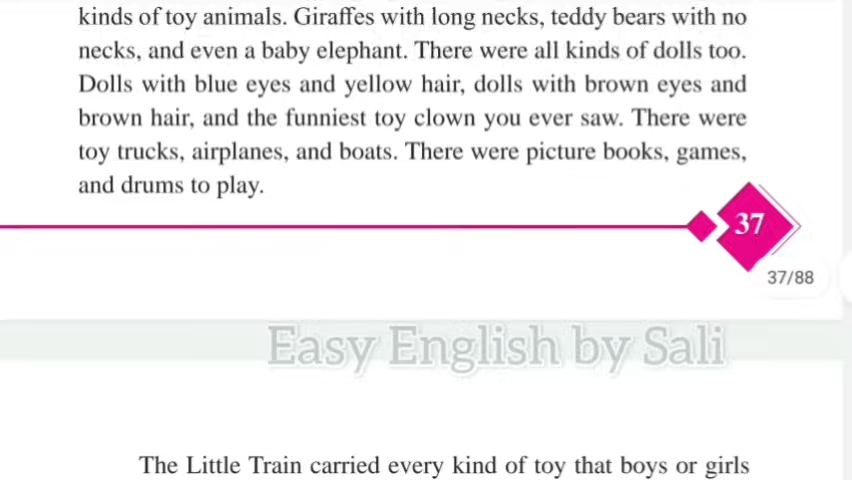 kinds of toy animals. Giraffes with long necks, teddy bears with no
necks, and even a baby elephant. There were all kinds of dolls too.
Dolls with blue eyes and yellow hair, dolls with brown eyes and
brown hair, and the funniest toy clown you ever saw. There were
toy trucks, airplanes, and boats. There were picture books, games,
and drums to play.
37
37/88
Easy English by Sali
The Little Train carried every kind of toy that boys or girls